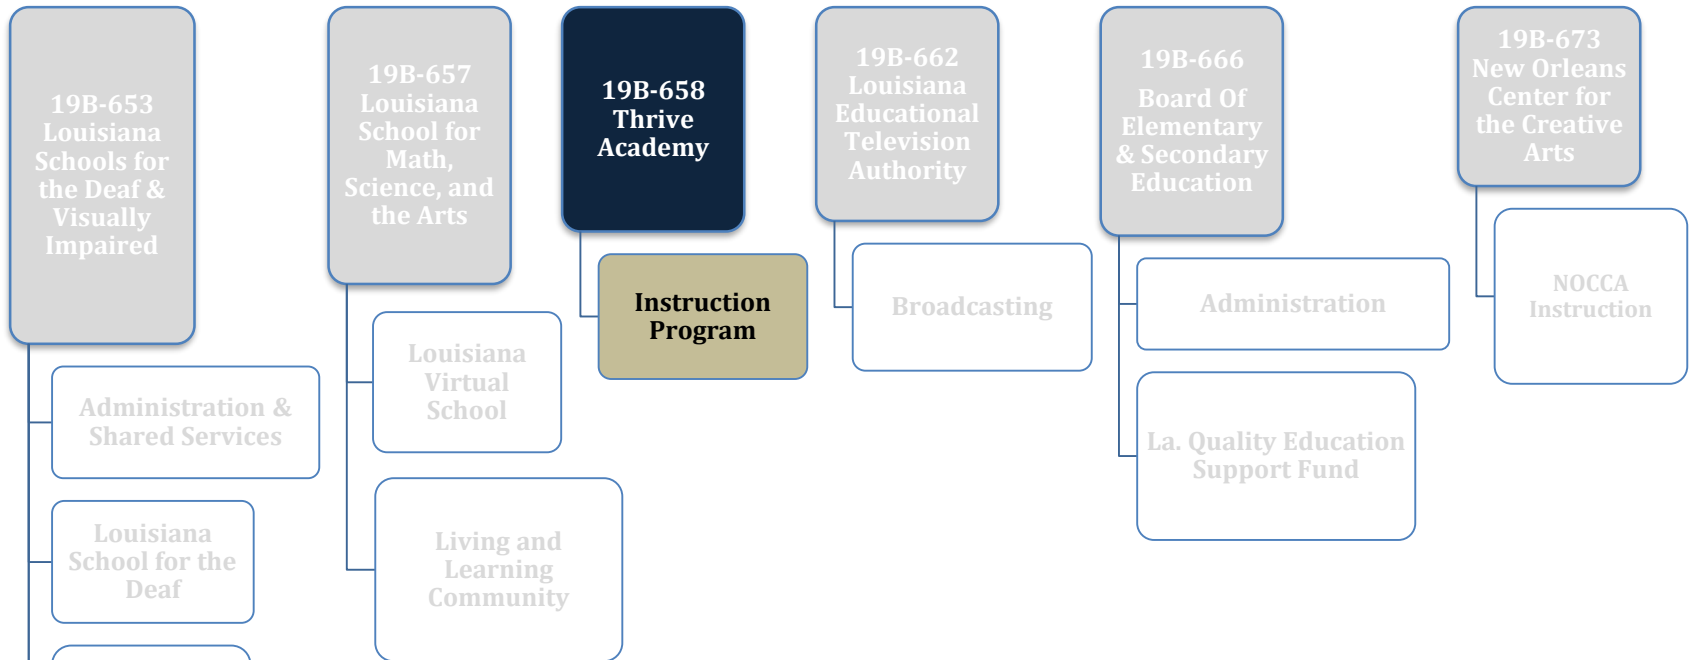 19B-653
Louisiana
Schools for
the Deaf &
Visually
Impaired
Administration &
Shared Services
Louisiana
School for the
Deaf
19B-657
Louisiana
School for
Math,
Science, and
the Arts
Louisiana
Virtual
School
Living and
Learning
Community
19B-658
Thrive
Academy
Instruction
Program
19B-662
Louisiana
Educational
Television
Authority
Broadcasting
19B-666
Board Of
Elementary
& Secondary
Education
Administration
La. Quality Education
Support Fund
19B-673
New Orleans
Center for
the Creative
Arts
NOCCA
Instruction